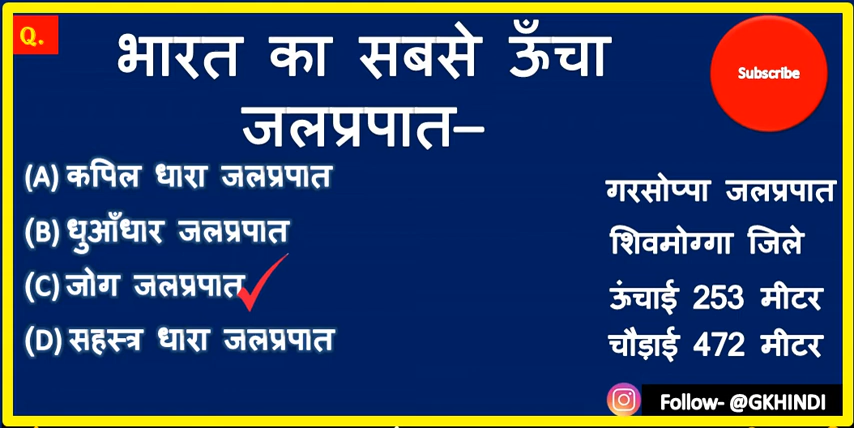 Q.
भारत का सबसे ऊँचा
जलप्रपात–
Subscribe
(A) कपिल धारा जलप्रपात
(B) धुआँधार जलप्रपात
(C) जोग जलप्रपात
(D) सहस्त्र धारा जलप्रपात
गरसोप्पा जलप्रपात
शिवमोग्गा जिले
ऊंचाई 253 मीटर
चौड़ाई 472 मीटर
Follow- @GKHINDI